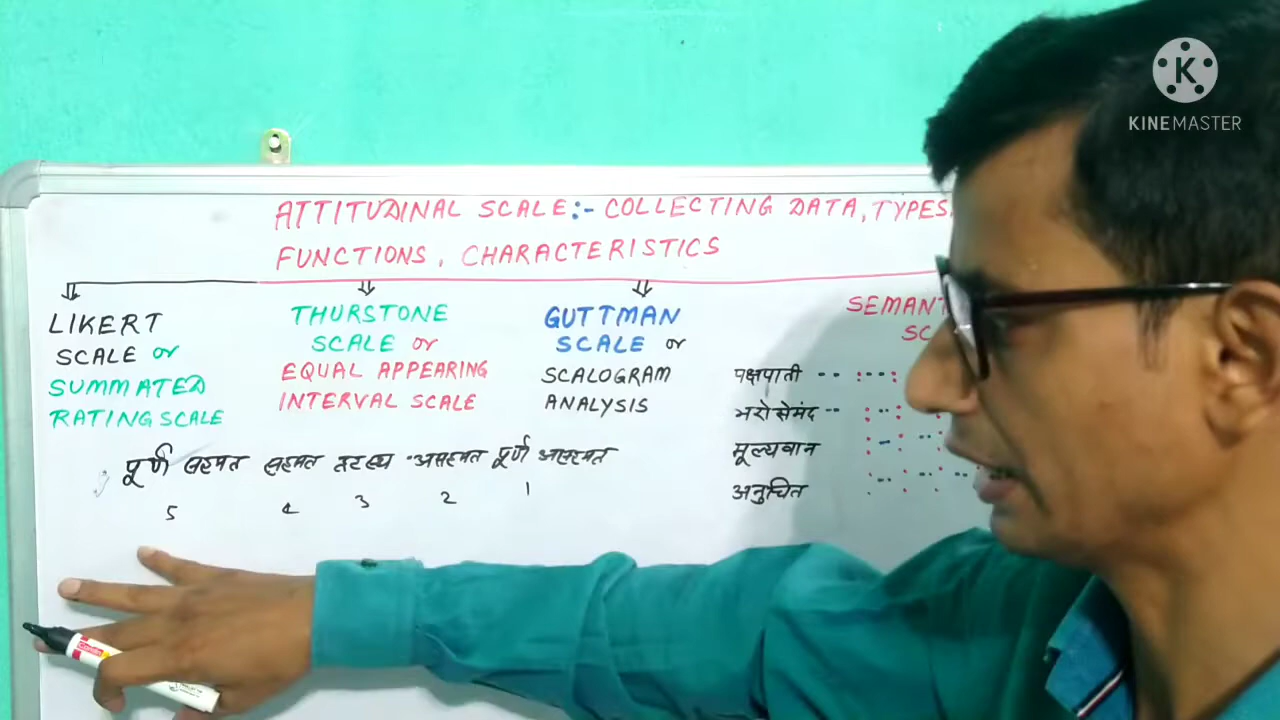 KINEMASTER
ATTITUDINAL SCALE:- COLLECTING DATA, TYPES,
FUNCTIONS, CHARACTERISTICS
LIKERT
SCALE or
SUMMATED
RATING SCALE
THURSTONE
SCALE or
EQUAL APPEARING
INTERVAL SCALE
GUTTMAN
SCALE or
SCALOGRAM
ANALYSIS
SEMANT
SC
पक्षपाती
भरोसेमंद
मूल्यवान
अनुचित
पूर्ण सहमत सहमत तटस्थ असहमत पूर्ण असहमत
5 4 3 2 1